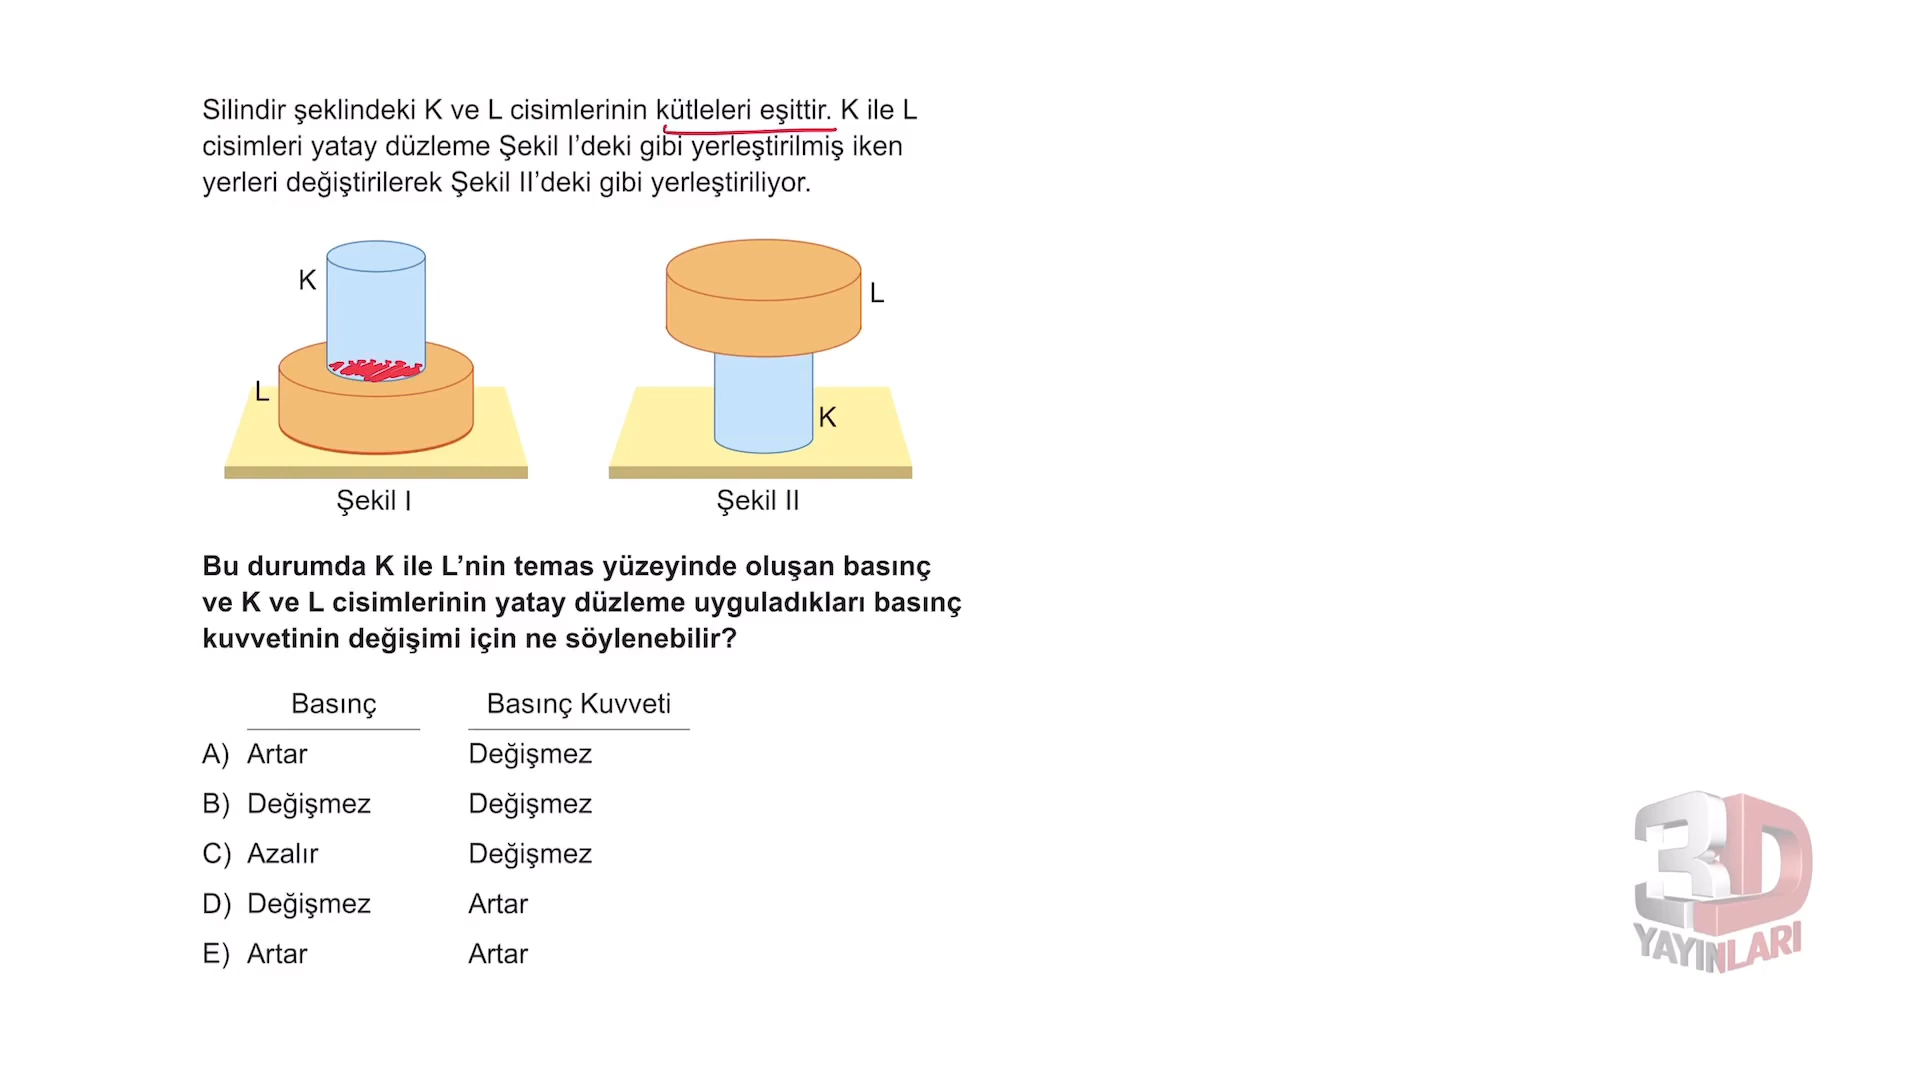 Silindir şeklindeki K ve L cisimlerinin kütleleri eşittir. K ile L
cisimleri yatay düzleme Şekil I’deki gibi yerleştirilmiş iken
yerleri değiştirilerek Şekil II’deki gibi yerleştiriliyor.
K
L
Şekil I
L
K
Şekil II
Bu durumda K ile L’nin temas yüzeyinde oluşan basınç
ve K ve L cisimlerinin yatay düzleme uyguladıkları basınç
kuvvetinin değişimi için ne söylenebilir?
Basınç Basınç Kuvveti
A) Artar Değişmez
B) Değişmez Değişmez
C) Azalır Değişmez
D) Değişmez Artar
E) Artar Artar
3D
YAYINLARI